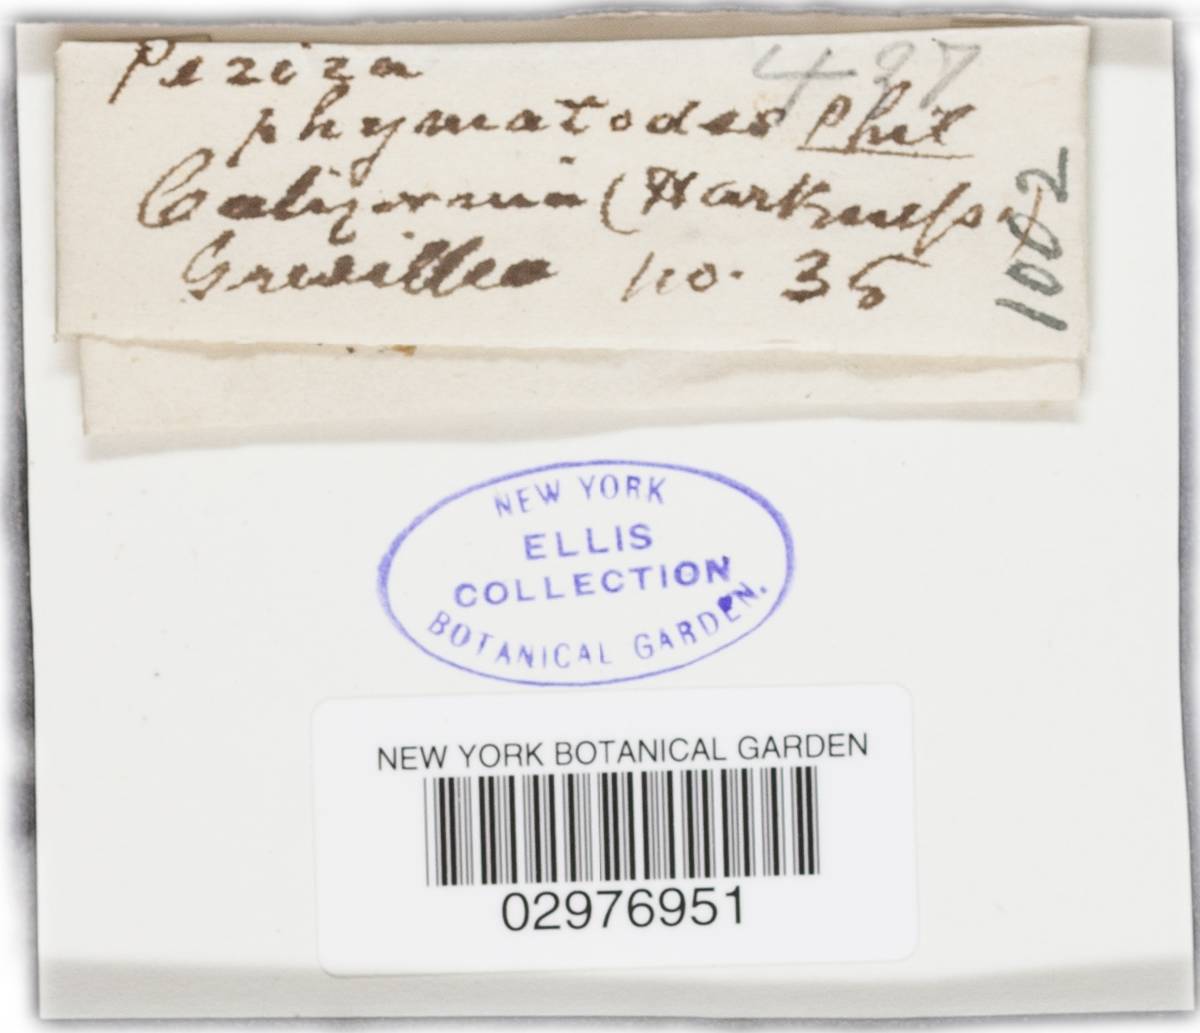 Peziza
487
phymatodes Phil
California (Harkness
Grevillea no. 35
1002
NEW YORK
ELLIS
COLLECTION
BOTANICAL GARDEN.
NEW YORK BOTANICAL GARDEN
02976951